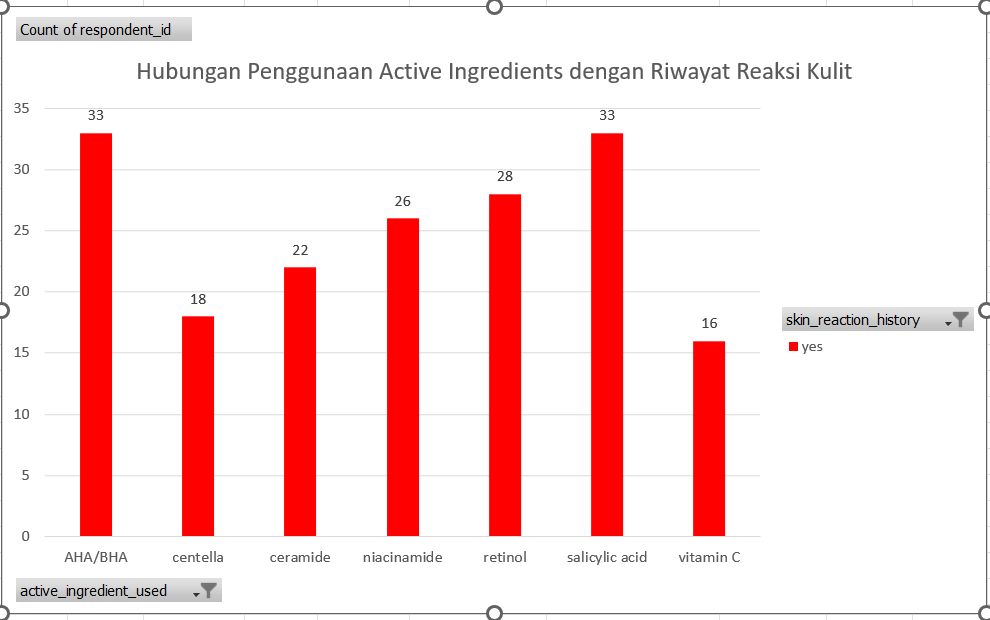 Count of respondent_id
Hubungan Penggunaan Active Ingredients dengan Riwayat Reaksi Kulit
35
30
25
20
15
10
5
0
33
18
22
26
28
33
16
AHA/BHA centella ceramide niacinamide retinol salicylic acid vitamin C
skin_reaction_history
yes
active_ingredient_used